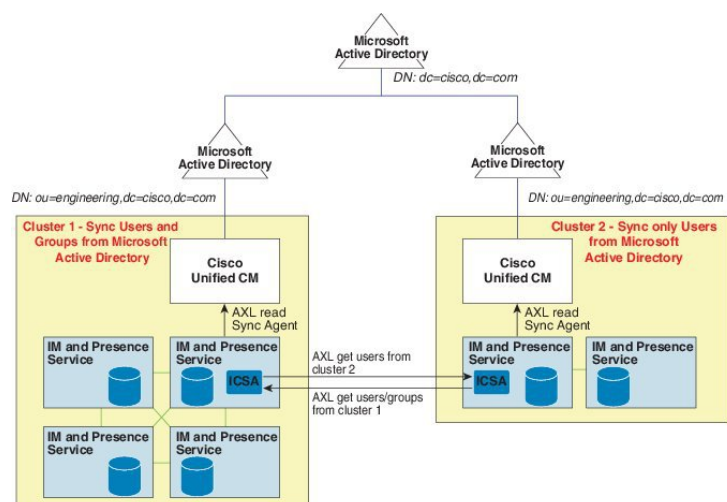 Microsoft
Active Directory
DN: dc=cisco,dc=com
Microsoft
Active Directory
Microsoft
Active Directory
DN: ou=engineering,dc=cisco,dc=com
DN: ou=engineering,dc=cisco,dc=com
Cluster 1 - Sync Users and
Groups from Microsoft
Active Directory
Cisco
Unified CM
AXL read
Sync Agent
IM and Presence
Service
IM and Presence
Service
ICSA
IM and Presence
Service
IM and Presence
Service
AXL get users from
cluster 2
AXL get users/groups
from cluster 1
Cluster 2 - Sync only Users
from Microsoft
Active Directory
Cisco
Unified CM
AXL read
Sync Agent
IM and Presence
Service
ICSA
IM and Presence
Service